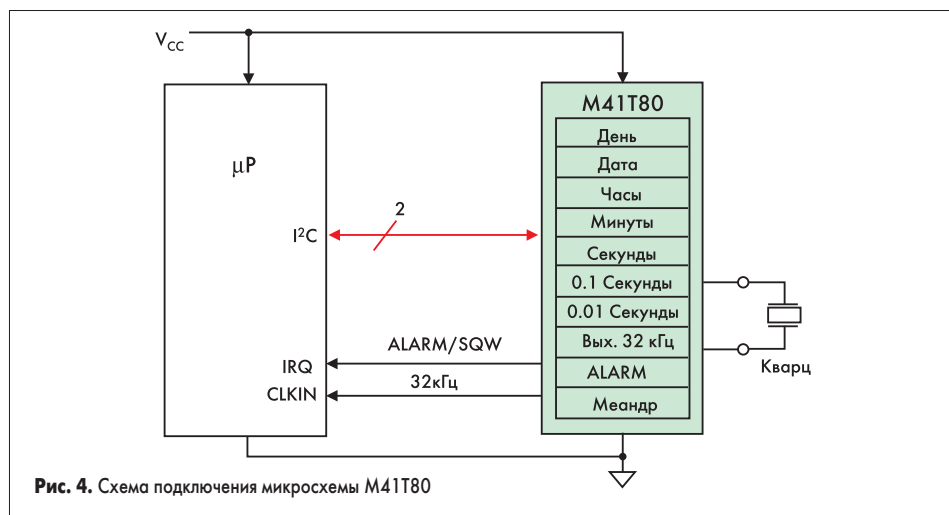 V_CC
µP
I²C
2
IRQ
CLKIN
ALARM/SQW
32кГц
M41T80
День
Дата
Часы
Минуты
Секунды
0.1 Секунды
0.01 Секунды
Вых. 32 кГц
ALARM
Меандр
Кварц
Рис. 4. Схема подключения микросхемы M41T80